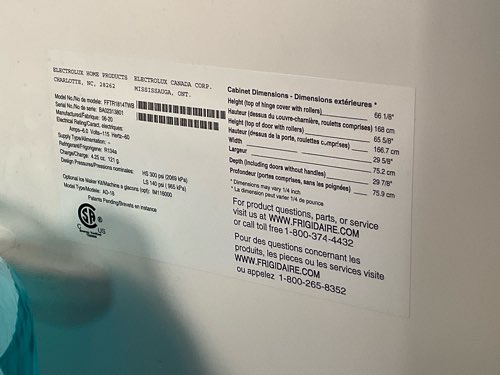 ELECTROLUX HOME PRODUCTS ELECTROLUX CANADA CORP.
CHARLOTTE, NC, 28262 MISSISSAUGA, ONT.
Model No./No de modele: FFTR1814TWB
Serial No./No de serie: BA02313801
Manufactured/Fabriqué: 06-20
Electrical Rating/Caract. electriques:
Amps-6.0 Volts-115 Hertz-60
Supply Type/Alimentation: -
Refrigerant/Frigorigène: R134a
Charge/Charge: 4.25 oz. 121 g.
Design Pressures/Pressions nominales: HS 300 psi (2069 kPa)
LS 140 psi ( 965 kPa)
Optional Ice Maker Kit/Machine a glacons (opt): IM116000
Model Type/Modele: AD-18
Patents Pending/Brevets en instance
CSA ®
C US
Cabinet Dimensions - Dimensions extérieures *
Height (top of hinge cover with rollers) 66 1/8"
Hauteur (dessus du couvre-charnière, roulettes comprises) 168 cm
Height (top of door with rollers) 65 5/8"
Hauteur (dessus de la porte, roulettes comprises) 166.7 cm
Width 29 5/8"
Largeur 75.2 cm
Depth (including doors without handles) 29 7/8"
Profondeur (portes comprises, sans les poignées) 75.9 cm
* Dimensions may vary 1/4 inch
* La dimension peut varier 1/4 de pounce
For product questions, parts, or service
visit us at WWW.FRIGIDAIRE.COM
or call toll free 1-800-374-4432
Pour des questions concernant les
produits, les pieces ou les services visite
WWW.FRIGIDAIRE.COM
ou appelez 1-800-265-8352